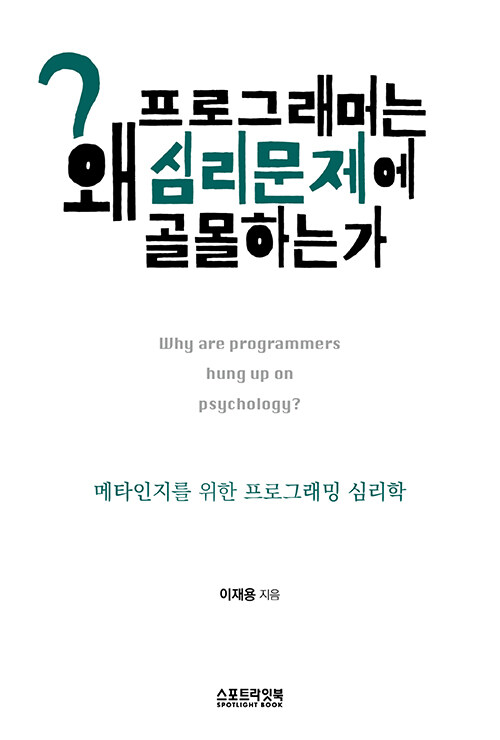 ?
왜 프로그래머는
심리문제에
골몰하는가
Why are programmers
hung up on
psychology?
메타인지를 위한 프로그래밍 심리학
이재용 지음
스포트라잇북
SPOTLIGHT BOOK